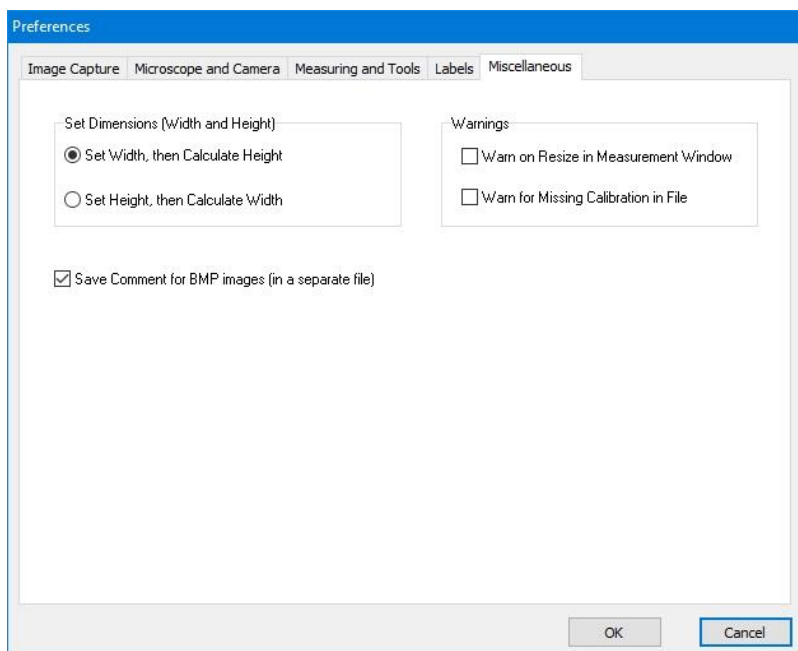 Preferences
Image Capture Microscope and Camera Measuring and Tools Labels Miscellaneous
Set Dimensions (Width and Height)
Set Width, then Calculate Height
Set Height, then Calculate Width
Warnings
Warn on Resize in Measurement Window
Warn for Missing Calibration in File
Save Comment for BMP images (in a separate file)
OK Cancel